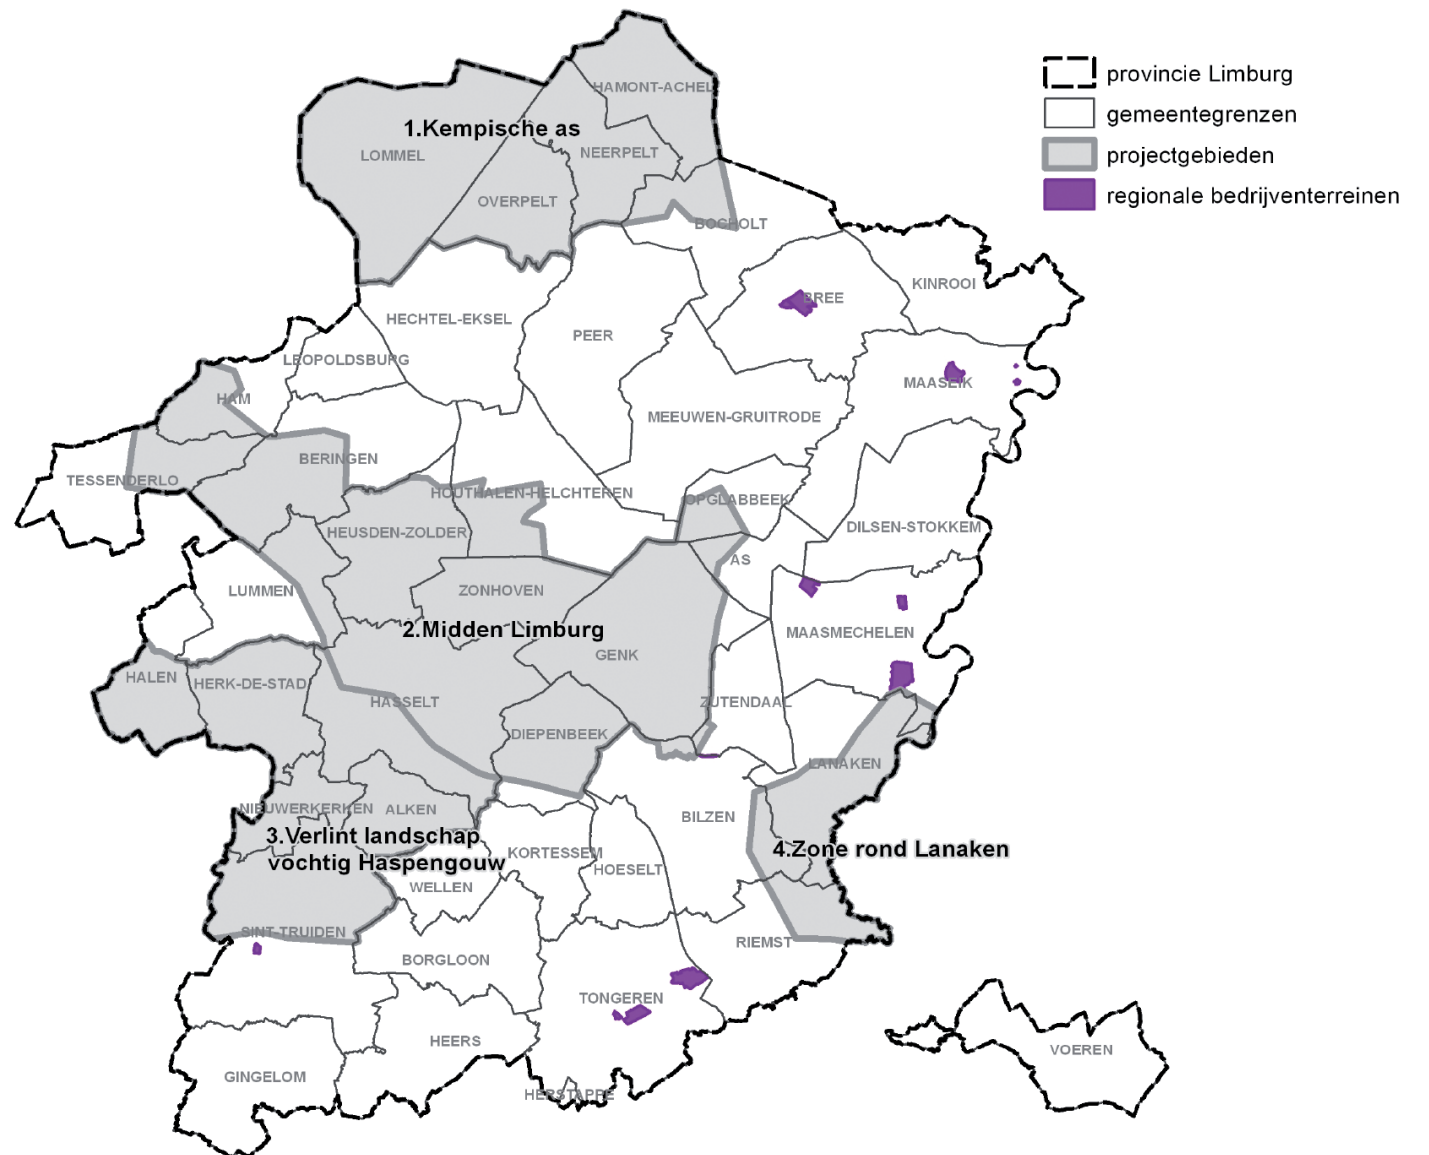 provincie Limburg
gemeentegrenzen
projectgebieden
regionale bedrijventerreinen
HAMONT-ACHEL
1.Kempische as
LOMMEL
NEERPELT
OVERPELT
BOCHOLT
KINROOI
BREE
HECHTEL-EKSEL
PEER
LEOPOLDSBURG
MAASEIK
HAM
MEEUWEN-GRUITRODE
BERINGEN
TESSENDERLO
HOUTHALEN-HELCHTEREN
OPGLABBEEK
DILSEN-STOKKEM
HEUSDEN-ZOLDER
AS
LUMMEN
ZONHOVEN
2.Midden Limburg
MAASMECHELEN
GENK
HALEN
HERK-DE-STAD
HASSELT
ZUTENDAAL
DIEPENBEEK
LANAKEN
NIEUWERKERKEN
ALKEN
BILZEN
3.Verlint landschap
vochtig Haspengouw
4.Zone rond Lanaken
KORTESSEM
HOESELT
WELLEN
SINT-TRUIDEN
RIEMST
BORGLOON
TONGEREN
HEERS
VOEREN
GINGELOM
HERSTAPPE